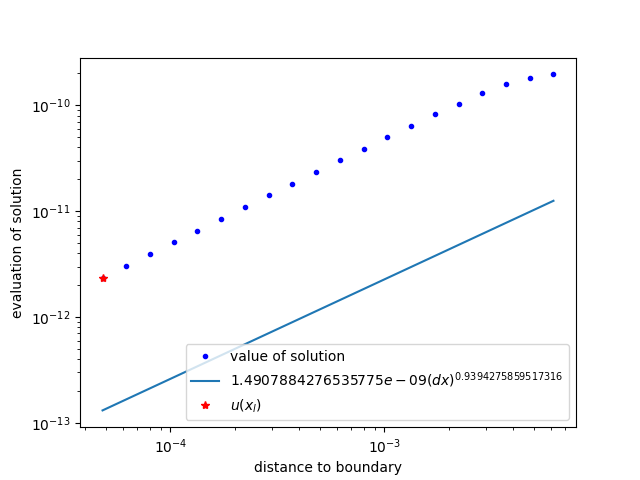 evaluation of solution
10⁻¹⁰
10⁻¹¹
10⁻¹²
10⁻¹³
value of solution
1.4907884276535775e − 09(dx)^0.9394275859517316
u(x_I)
10⁻⁴ 10⁻³
distance to boundary